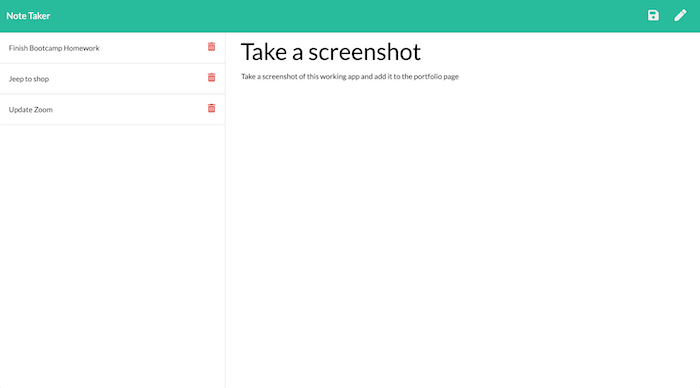 Note Taker
Finish Bootcamp Homework
Jeep to shop
Update Zoom
Take a screenshot
Take a screenshot of this working app and add it to the portfolio page